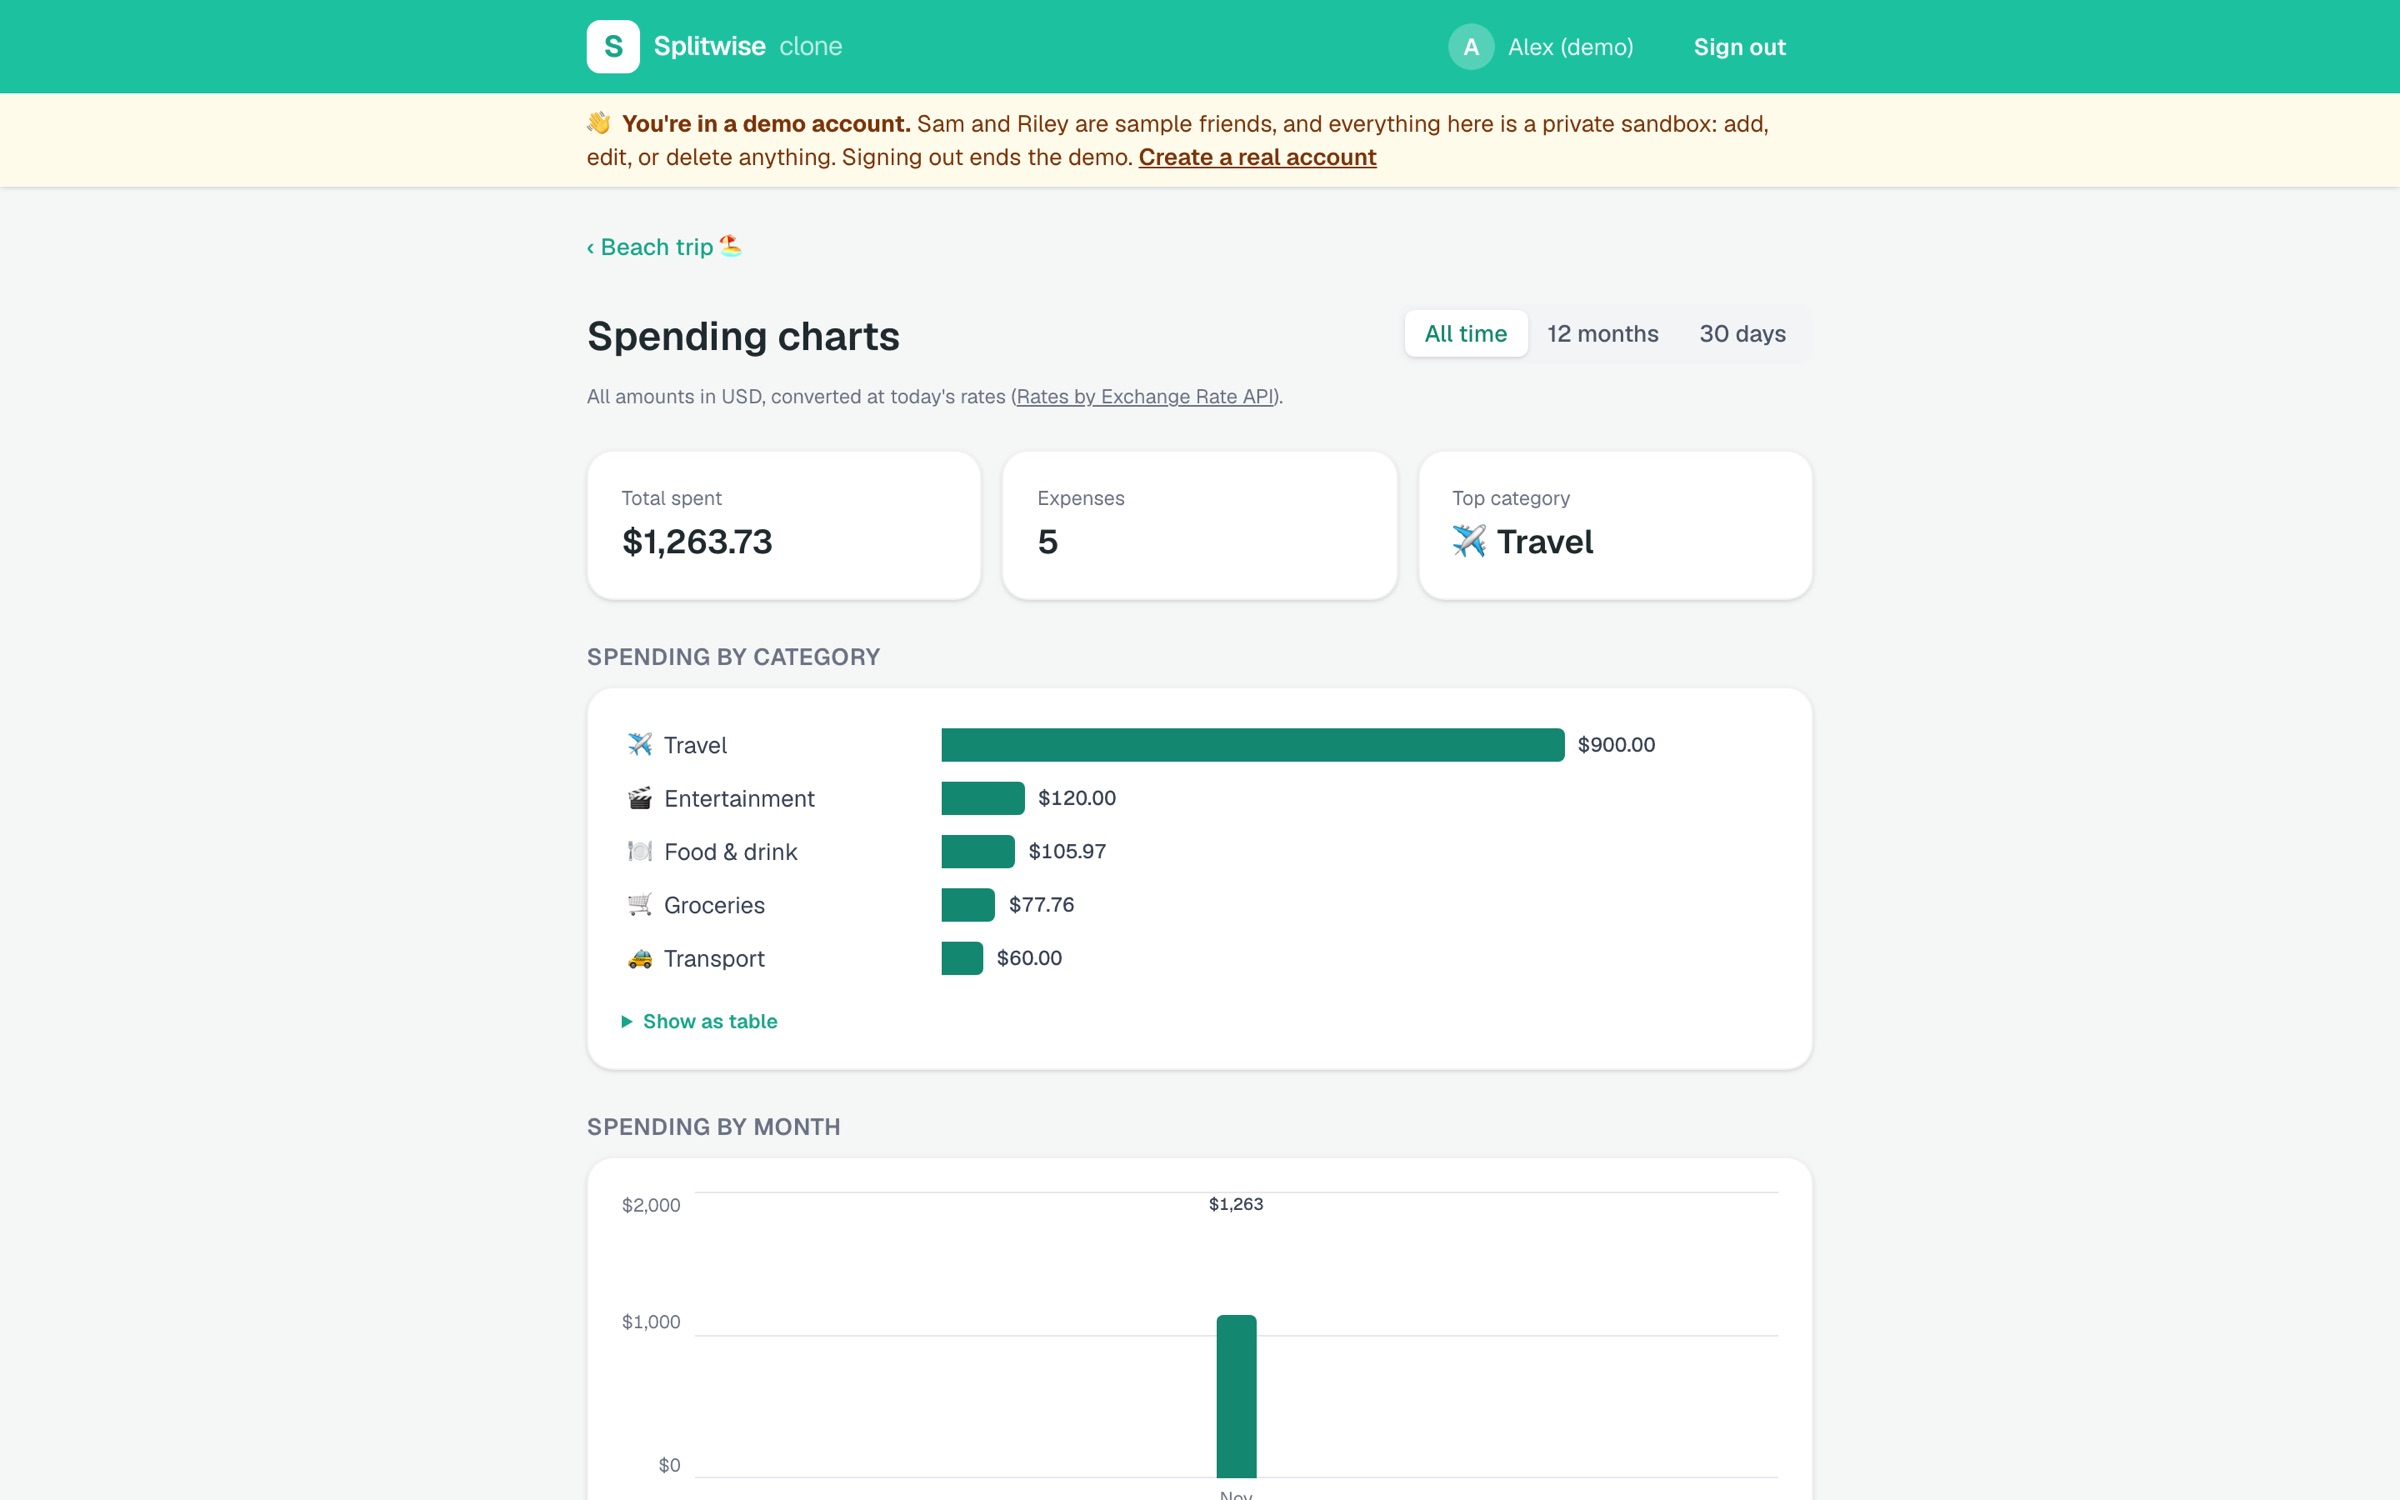 S Splitwise clone
A Alex (demo) Sign out
👋 You're in a demo account. Sam and Riley are sample friends, and everything here is a private sandbox: add,
edit, or delete anything. Signing out ends the demo. Create a real account
‹ Beach trip 🏖️
Spending charts
All time 12 months 30 days
All amounts in USD, converted at today's rates (Rates by Exchange Rate API).
Total spent
$1,263.73
Expenses
5
Top category
✈️ Travel
SPENDING BY CATEGORY
✈️ Travel $900.00
🎬 Entertainment $120.00
🍽️ Food & drink $105.97
🛒 Groceries $77.76
🚕 Transport $60.00
▶ Show as table
SPENDING BY MONTH
$2,000
$1,263
$1,000
$0
Nov